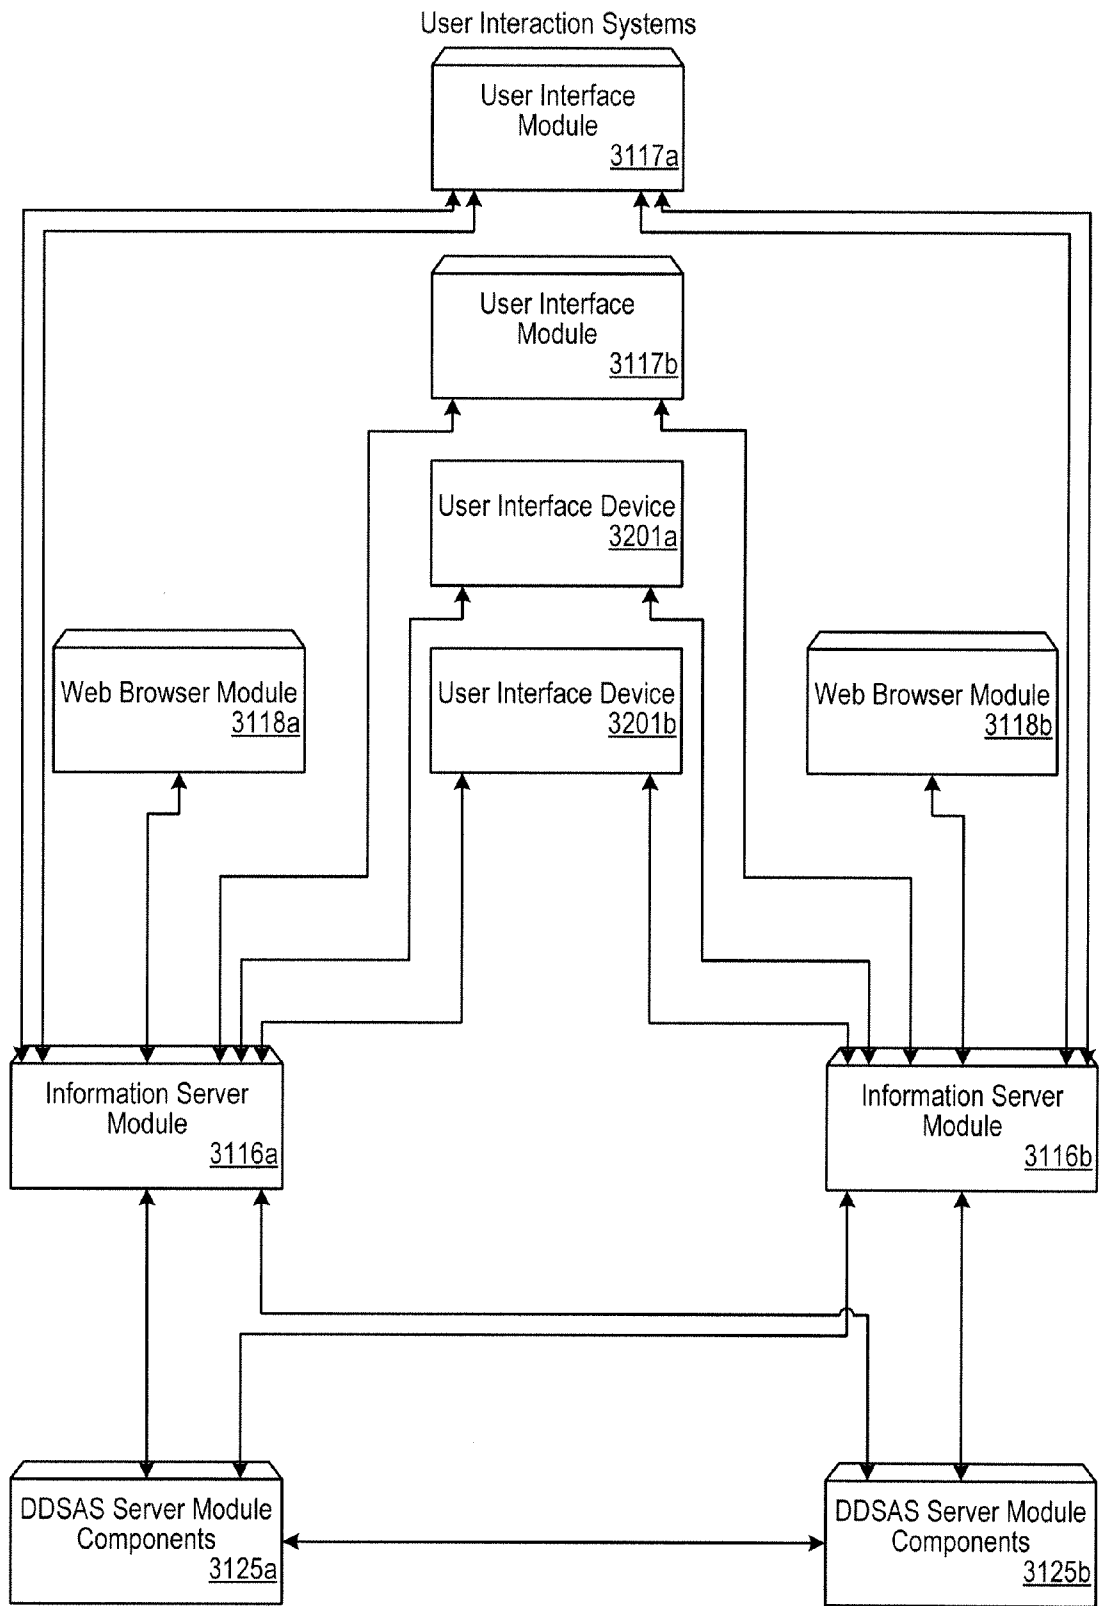 User Interaction Systems
User Interface
Module
3117a
User Interface
Module
3117b
User Interface Device
3201a
Web Browser Module
3118a
User Interface Device
3201b
Web Browser Module
3118b
Information Server
Module
3116a
Information Server
Module
3116b
DDSAS Server Module
Components
3125a
DDSAS Server Module
Components
3125b